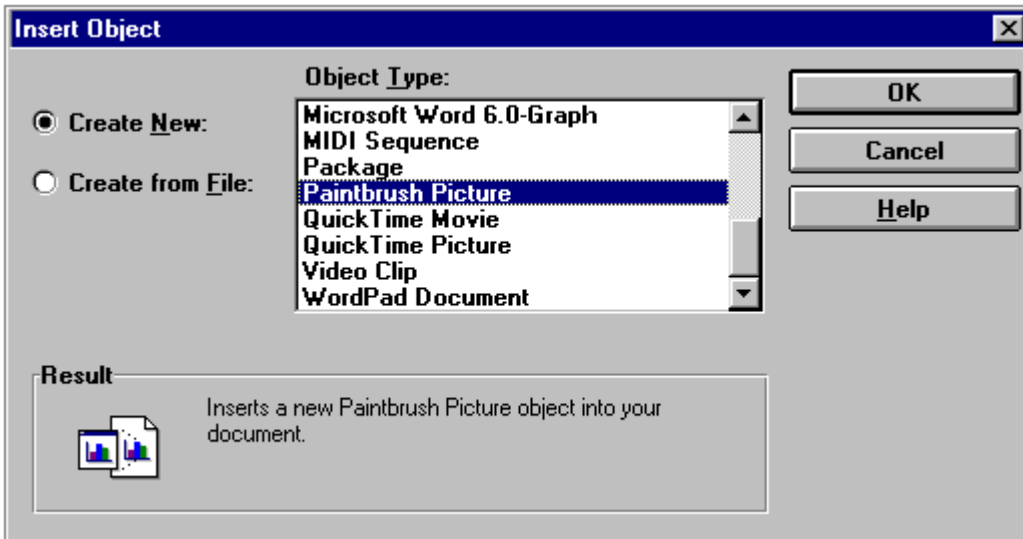 Insert Object
Object Type:
Create New:
Create from File:
Microsoft Word 6.0-Graph
MIDI Sequence
Package
Paintbrush Picture
QuickTime Movie
QuickTime Picture
Video Clip
WordPad Document
OK
Cancel
Help
Result
Inserts a new Paintbrush Picture object into your
document.